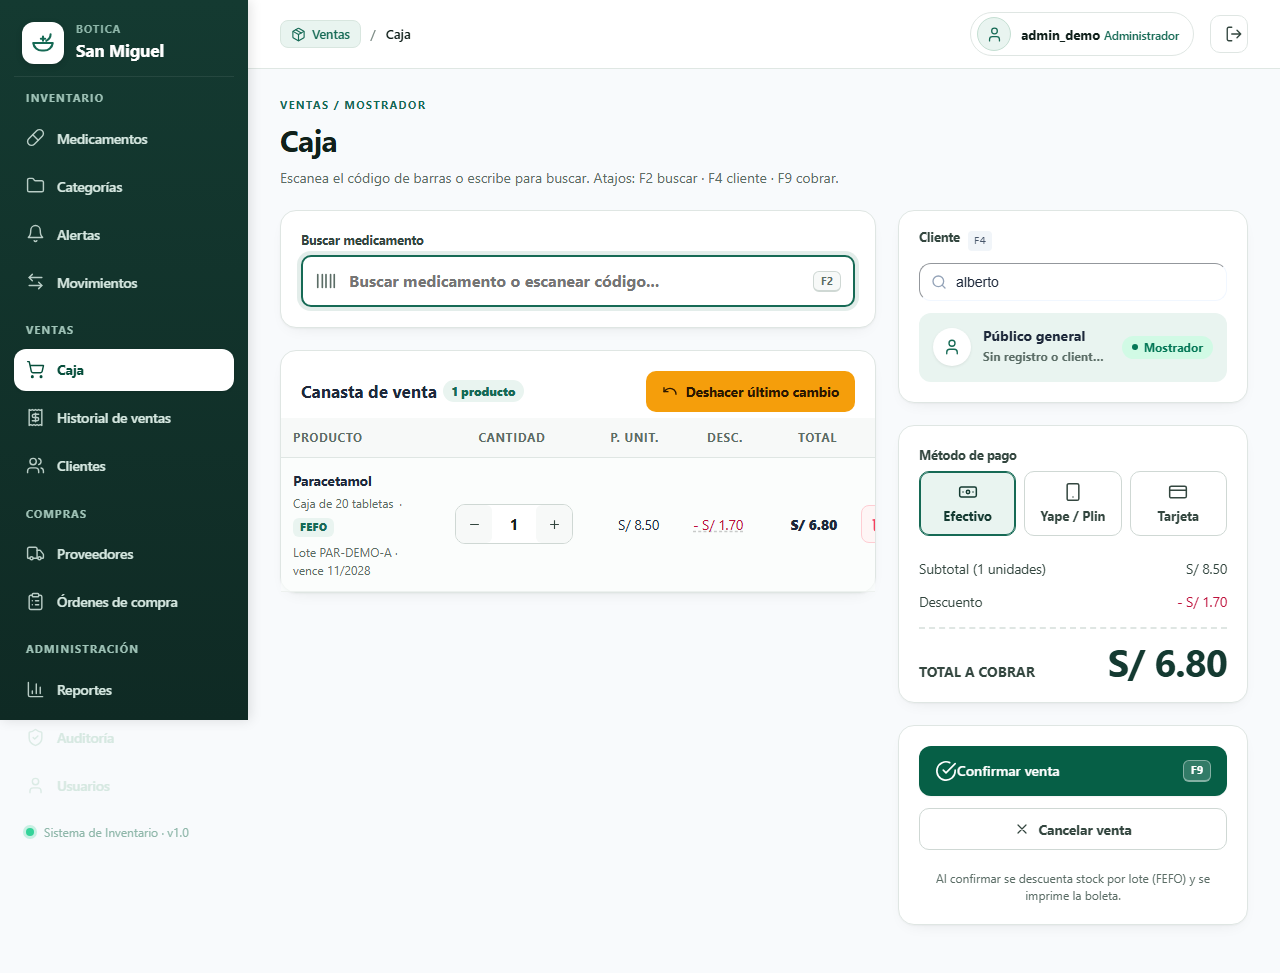 BOTICA
San Miguel
INVENTARIO
Medicamentos
Categorías
Alertas
Movimientos
VENTAS
Caja
Historial de ventas
Clientes
COMPRAS
Proveedores
Órdenes de compra
ADMINISTRACIÓN
Reportes
Auditoría
Usuarios
Sistema de Inventario · v1.0
Ventas / Caja
admin_demo Administrador
VENTAS / MOSTRADOR
Caja
Escanea el código de barras o escribe para buscar. Atajos: F2 buscar · F4 cliente · F9 cobrar.
Buscar medicamento
Buscar medicamento o escanear código... F2
Canasta de venta 1 producto Deshacer último cambio
PRODUCTO CANTIDAD P. UNIT. DESC. TOTAL
Paracetamol
Caja de 20 tabletas ·
FEFO
Lote PAR-DEMO-A ·
vence 11/2028
− 1 + S/ 8.50 - S/ 1.70 S/ 6.80
Cliente F4
alberto
Público general
Sin registro o client...
Mostrador
Método de pago
Efectivo Yape / Plin Tarjeta
Subtotal (1 unidades) S/ 8.50
Descuento - S/ 1.70
TOTAL A COBRAR S/ 6.80
Confirmar venta F9
Cancelar venta
Al confirmar se descuenta stock por lote (FEFO) y se
imprime la boleta.